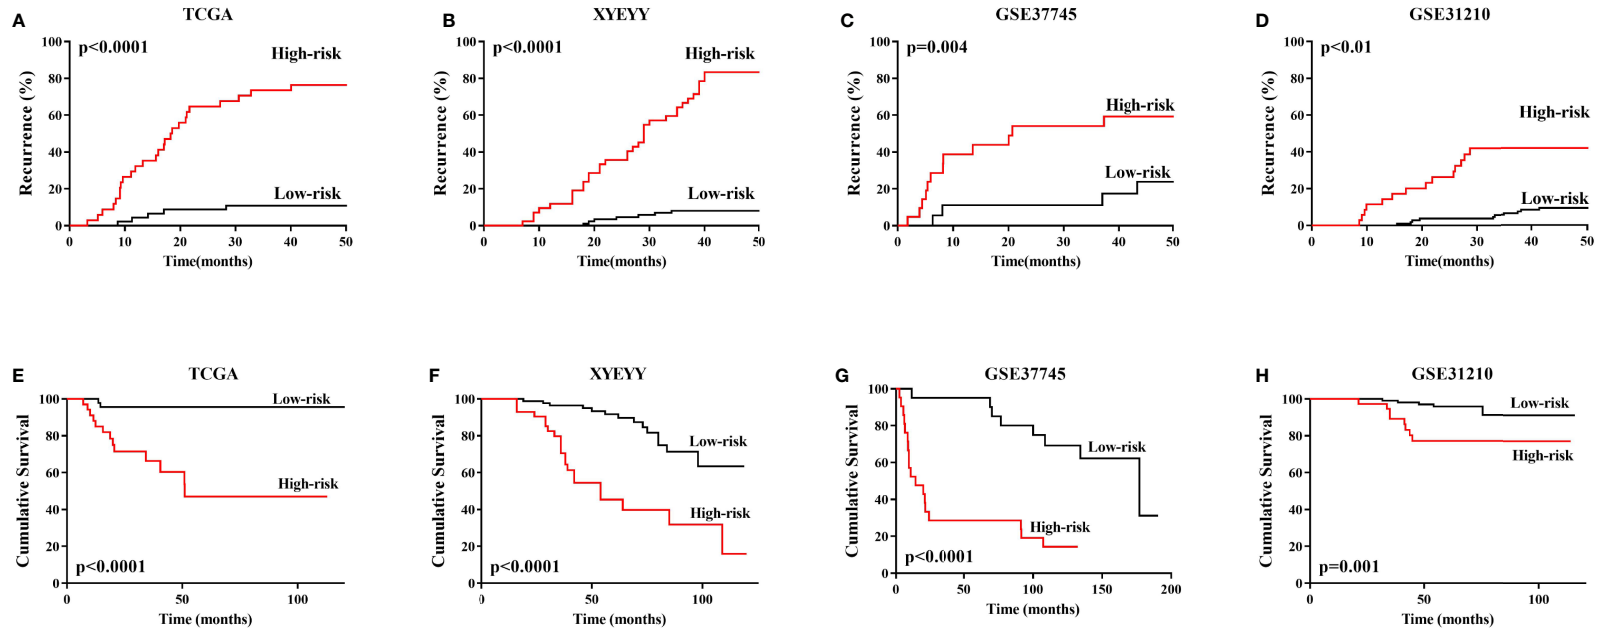 A TCGA
p<0.0001
High-risk
Low-risk
Recurrence (%)
100
80
60
40
20
0
0 10 20 30 40 50
Time(months)
B XYEYY
p<0.0001
High-risk
Low-risk
Recurrence (%)
100
80
60
40
20
0
0 10 20 30 40 50
Time(months)
C GSE37745
p=0.004
High-risk
Low-risk
Recurrence (%)
100
80
60
40
20
0
0 10 20 30 40 50
Time(months)
D GSE31210
p<0.01
High-risk
Low-risk
Recurrence (%)
100
80
60
40
20
0
0 10 20 30 40 50
Time(months)
E TCGA
Low-risk
High-risk
p<0.0001
Cumulative Survival
100
80
60
40
20
0
0 50 100
Time (months)
F XYEYY
Low-risk
High-risk
p<0.0001
Cumulative Survival
100
80
60
40
20
0
0 50 100
Time (months)
G GSE37745
Low-risk
High-risk
p<0.0001
Cumulative Survival
100
80
60
40
20
0
0 50 100 150 200
Time (months)
H GSE31210
Low-risk
High-risk
p=0.001
Cumulative Survival
100
80
60
40
20
0
0 50 100
Time (months)